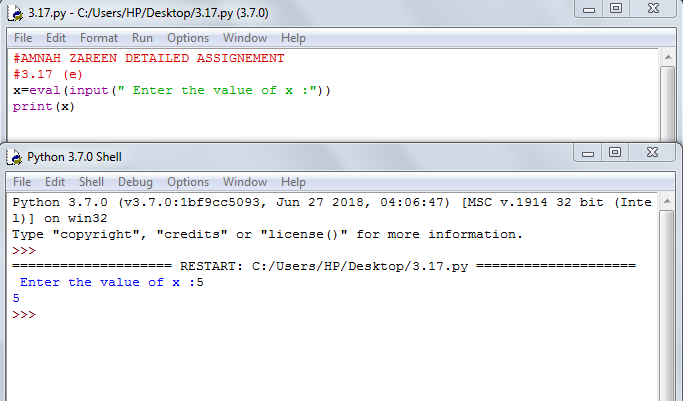 3.17.py - C:/Users/HP/Desktop/3.17.py (3.7.0)
File Edit Format Run Options Window Help
#AMNAH ZAREEN DETAILED ASSIGNEMENT
#3.17 (e)
x=eval(input(" Enter the value of x :"))
print(x)
Python 3.7.0 Shell
File Edit Shell Debug Options Window Help
Python 3.7.0 (v3.7.0:1bf9cc5093, Jun 27 2018, 04:06:47) [MSC v.1914 32 bit (Inte
l)] on win32
Type "copyright", "credits" or "license()" for more information.
>>>
==================== RESTART: C:/Users/HP/Desktop/3.17.py ====================
 Enter the value of x :5
5
>>>